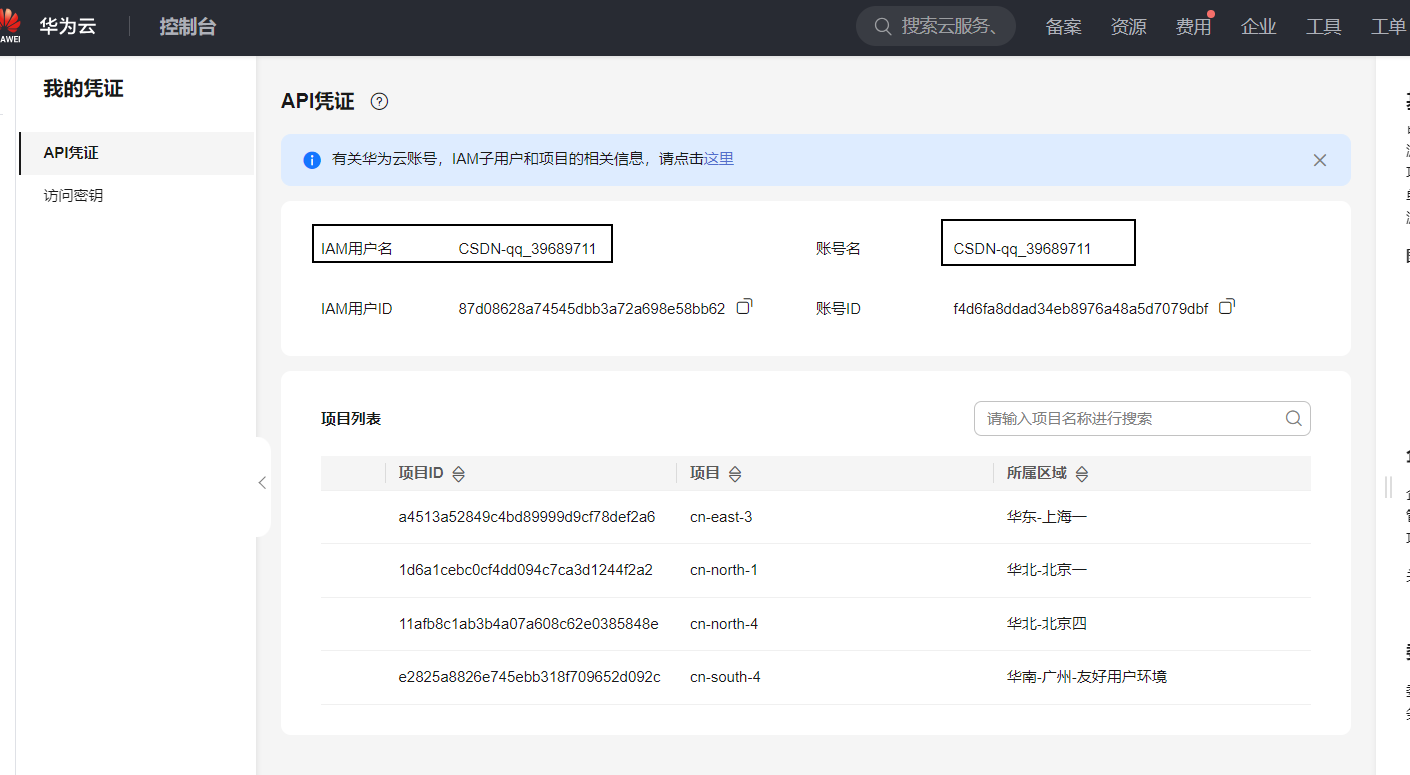 AWEI
华为云
控制台
搜索云服务、
备案
资源
费用
企业
工具
工单
我的凭证
API凭证
访问密钥
API凭证
有关华为云账号，IAM子用户和项目的相关信息，请点击这里
IAM用户名 CSDN-qq_39689711 账号名 CSDN-qq_39689711
IAM用户ID 87d08628a74545dbb3a72a698e58bb62 账号ID f4d6fa8ddad34eb8976a48a5d7079dbf
项目列表
请输入项目名称进行搜索
项目ID 项目 所属区域
a4513a52849c4bd89999d9cf78def2a6 cn-east-3 华东-上海一
1d6a1cebc0cf4dd094c7ca3d1244f2a2 cn-north-1 华北-北京一
11afb8c1ab3b4a07a608c62e0385848e cn-north-4 华北-北京四
e2825a8826e745ebb318f709652d092c cn-south-4 华南-广州-友好用户环境